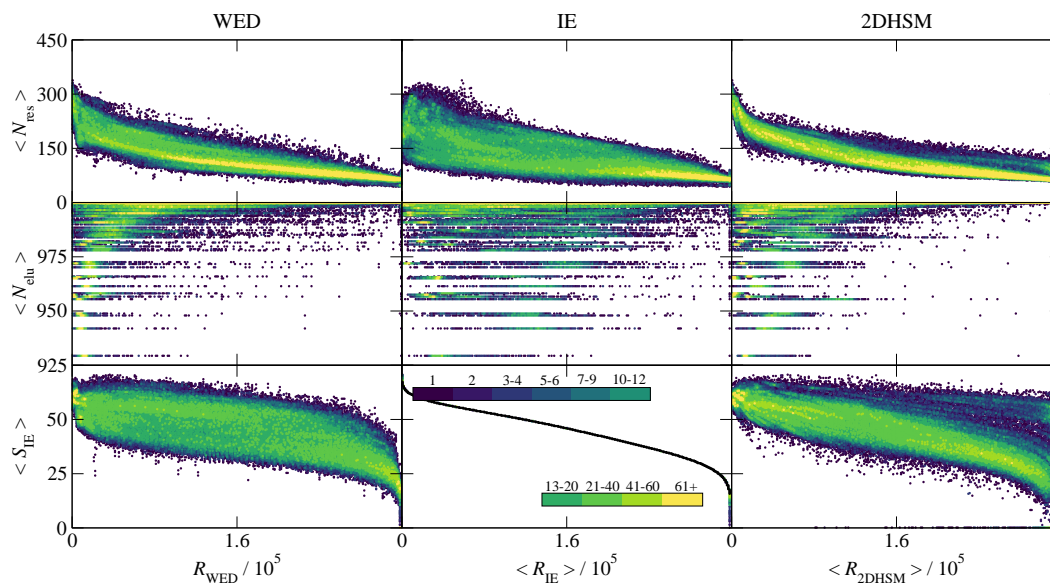 WED IE 2DHSM
450
300
150
0
< N_res >
975
950
925
< N_elu >
50
25
0
< S_IE >
1 2 3-4 5-6 7-9 10-12
13-20 21-40 41-60 61+
0 1.6 0 1.6 0 1.6
R_WED / 10^5 < R_IE > / 10^5 < R_2DHSM > / 10^5